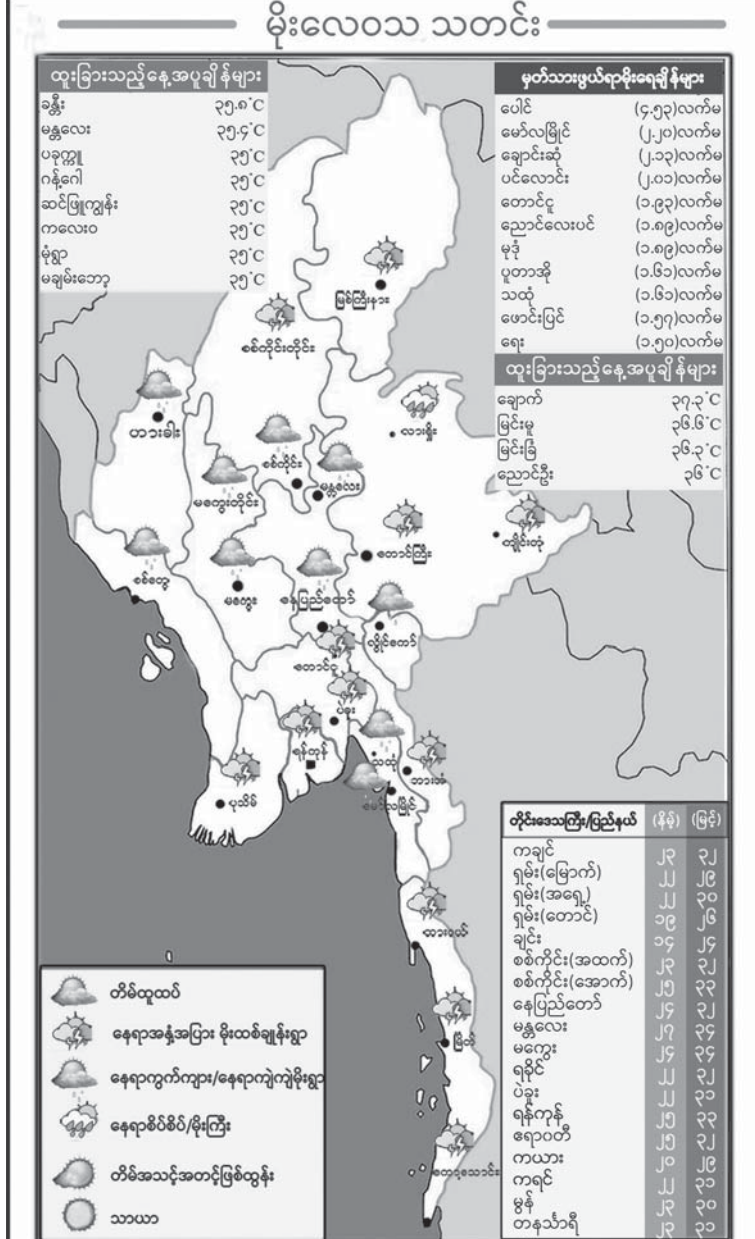 မိုးလေဝသ သတင်း
ထူးခြားသည့်နေ့အပူချိန်များ
ခန္တီး ၃၅.၈°C
မန္တလေး ၃၅.၄°C
ပခုက္ကူ ၃၅°C
ဂန့်ဂေါ ၃၅°C
ဆင်ဖြူကျွန်း ၃၅°C
ကလေးဝ ၃၅°C
မုံရွာ ၃၅°C
မချမ်းဘော့ ၃၅°C
မှတ်သားဖွယ်ရာမိုးရေချိန်များ
ပေါင် (၄.၅၃)လက်မ
မော်လမြိုင် (၂.၂၀)လက်မ
ချောင်းဆုံ (၂.၁၃)လက်မ
ပင်လောင်း (၂.၀၁)လက်မ
တောင်ငူ (၁.၉၃)လက်မ
ညောင်လေးပင် (၁.၈၉)လက်မ
မုဒုံ (၁.၈၉)လက်မ
ပူတာအို (၁.၆၁)လက်မ
သထုံ (၁.၆၁)လက်မ
ဖောင်းပြင် (၁.၅၇)လက်မ
ရေး (၁.၅၀)လက်မ
ထူးခြားသည့်နေ့အပူချိန်များ
ချောက် ၃၇.၃°C
မြင်းမူ ၃၆.၆°C
မြင်းခြံ ၃၆.၃°C
ညောင်ဦး ၃၆°C
မြစ်ကြီးနား
စစ်ကိုင်းတိုင်း
ဟားခါး
လားရှိုး
စစ်ကိုင်း
မန္တလေး
မကွေးတိုင်း
တောင်ကြီး
ကျိုင်းတုံ
စစ်တွေ
မကွေး
နေပြည်တော်
လွိုင်ကော်
တောင်ငူ
ပဲခူး
ရန်ကုန်
သထုံ
ဘားအံ
ပုသိမ်
မော်လမြိုင်
ထားဝယ်
မြိတ်
ကော့သောင်း
တိမ်ထူထပ်
နေရာအနှံ့အပြား မိုးထစ်ချုန်းရွာ
နေရာကွက်ကျား/နေရာကျဲကျဲမိုးရွာ
နေရာစိပ်စိပ်/မိုးကြီး
တိမ်အသင့်အတင့်ဖြစ်ထွန်း
သာယာ
တိုင်းဒေသကြီး/ပြည်နယ် (နိမ့်) (မြင့်)
ကချင် ၂၃ ၃၂
ရှမ်း(မြောက်) ၂၂ ၂၉
ရှမ်း(အရှေ့) ၂၂ ၃၀
ရှမ်း(တောင်) ၁၉ ၂၆
ချင်း ၁၄ ၂၄
စစ်ကိုင်း(အထက်) ၂၃ ၃၂
စစ်ကိုင်း(အောက်) ၂၅ ၃၃
နေပြည်တော် ၂၄ ၃၂
မန္တလေး ၂၇ ၃၄
မကွေး ၂၄ ၃၄
ရခိုင် ၂၂ ၃၂
ပဲခူး ၂၂ ၃၁
ရန်ကုန် ၂၅ ၃၃
ဧရာဝတီ ၂၅ ၃၂
ကယား ၂၀ ၂၉
ကရင် ၂၂ ၃၁
မွန် ၂၃ ၃၀
တနင်္သာရီ ၂၃ ၃၁